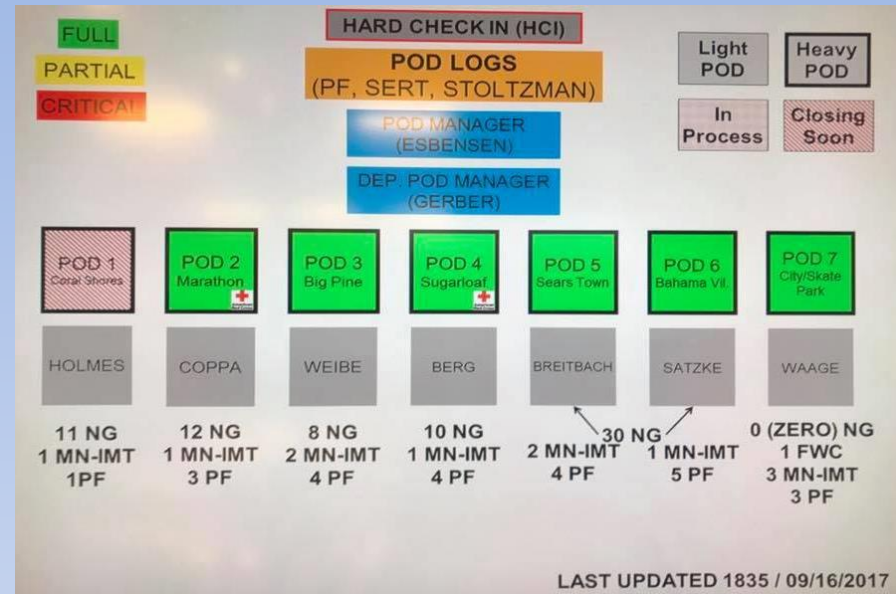 FULL
PARTIAL
CRITICAL
HARD CHECK IN (HCI)
POD LOGS
(PF, SERT, STOLTZMAN)
POD MANAGER
(ESBENSEN)
DEP. POD MANAGER
(GERBER)
Light
POD
Heavy
POD
In
Process
Closing
Soon
POD 1
Coral Shores
POD 2
Marathon
POD 3
Big Pine
POD 4
Sugarloaf
POD 5
Sears Town
POD 6
Bahama Vil.
POD 7
City/Skate
Park
HOLMES
COPPA
WEIBE
BERG
BREITBACH
SATZKE
WAAGE
11 NG
1 MN-IMT
1PF
12 NG
1 MN-IMT
3 PF
8 NG
2 MN-IMT
4 PF
10 NG
1 MN-IMT
4 PF
30 NG
2 MN-IMT
4 PF
1 MN-IMT
5 PF
0 (ZERO) NG
1 FWC
3 MN-IMT
3 PF
LAST UPDATED 1835 / 09/16/2017